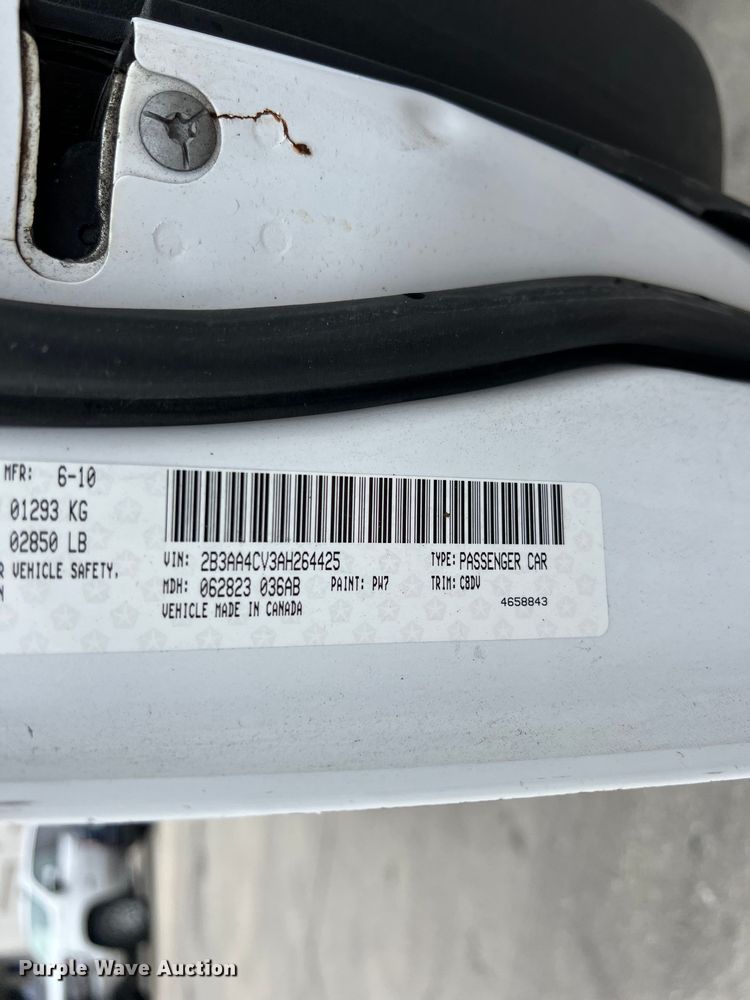 MFR: 6-10
01293 KG
02850 LB
R VEHICLE SAFETY,
N
VIN: 2B3AA4CV3AH264425 TYPE: PASSENGER CAR
MDH: 062823 036AB PAINT: PW7 TRIM: C8DV
VEHICLE MADE IN CANADA 4658843
Purple Wave Auction